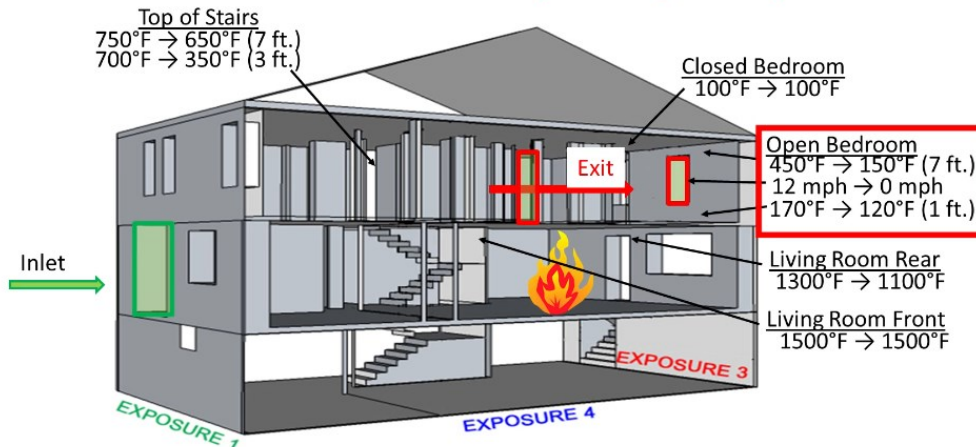 Top of Stairs
750°F → 650°F (7 ft.)
700°F → 350°F (3 ft.)
Closed Bedroom
100°F → 100°F
Exit
Open Bedroom
450°F → 150°F (7 ft.)
12 mph → 0 mph
170°F → 120°F (1 ft.)
Inlet
Living Room Rear
1300°F → 1100°F
Living Room Front
1500°F → 1500°F
EXPOSURE 3
EXPOSURE 1
EXPOSURE 4